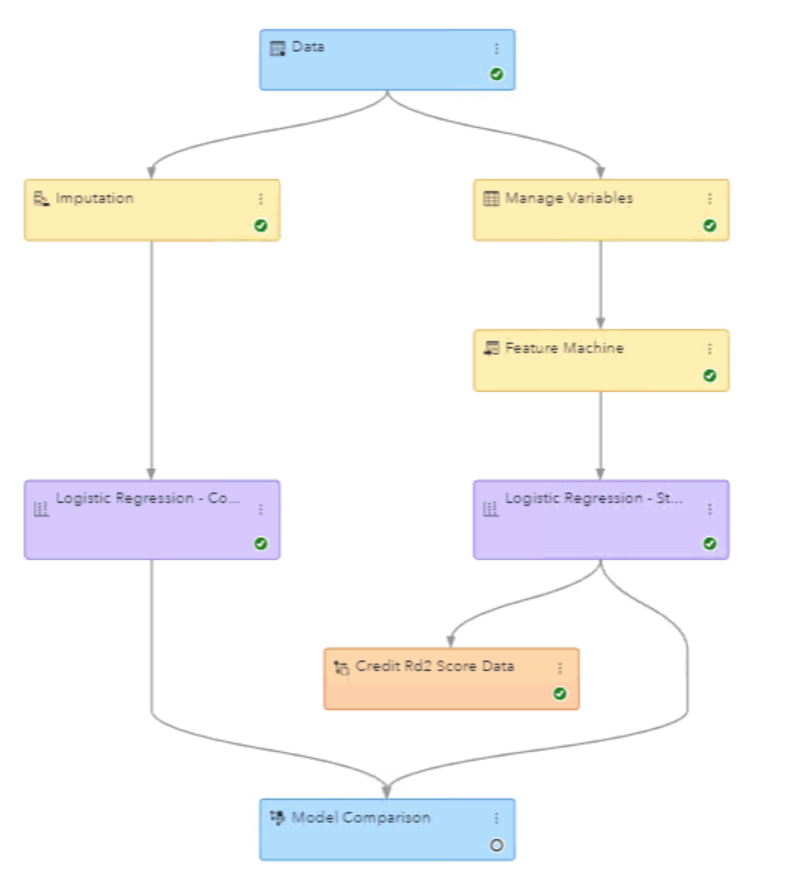 Data
Imputation
Manage Variables
Feature Machine
Logistic Regression - Co...
Logistic Regression - St...
Credit Rd2 Score Data
Model Comparison